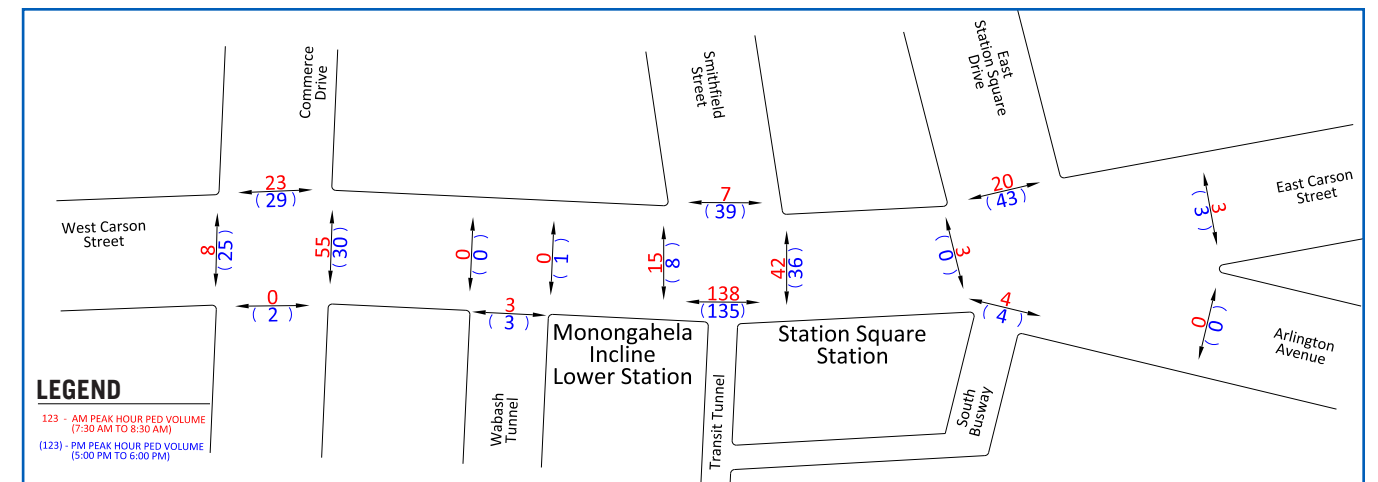 Commerce
Drive
Smithfield
Street
East
Station Square
Drive
23
(29)
7
(39)
20
(43)
3
(3)
East Carson
Street
West Carson
Street
8
(25)
55
(30)
0
(0)
0
(1)
15
(8)
42
(36)
3
(0)
0
(2)
3
(3)
138
(135)
4
(4)
0
(0)
Arlington
Avenue
Monongahela
Incline
Lower Station
Station Square
Station
Wabash
Tunnel
Transit Tunnel
South
Busway
LEGEND
123 - AM PEAK HOUR PED VOLUME
(7:30 AM TO 8:30 AM)
(123) - PM PEAK HOUR PED VOLUME
(5:00 PM TO 6:00 PM)